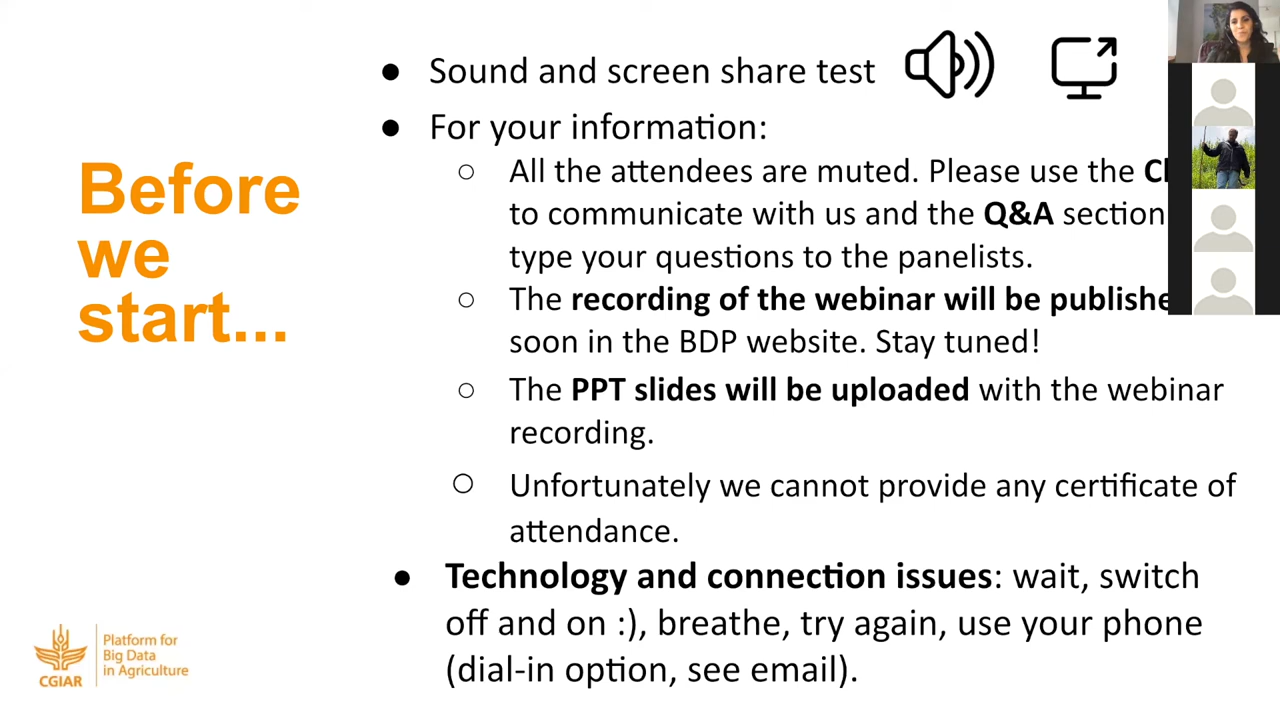 Before
we
start...
● Sound and screen share test
● For your information:
○ All the attendees are muted. Please use the
to communicate with us and the Q&A section
type your questions to the panelists.
○ The recording of the webinar will be
soon in the BDP website. Stay tuned!
○ The PPT slides will be uploaded with the webinar
recording.
○ Unfortunately we cannot provide any certificate of
attendance.
● Technology and connection issues: wait, switch
off and on :), breathe, try again, use your phone
(dial-in option, see email).
CGIAR
Platform for
Big Data
in Agriculture